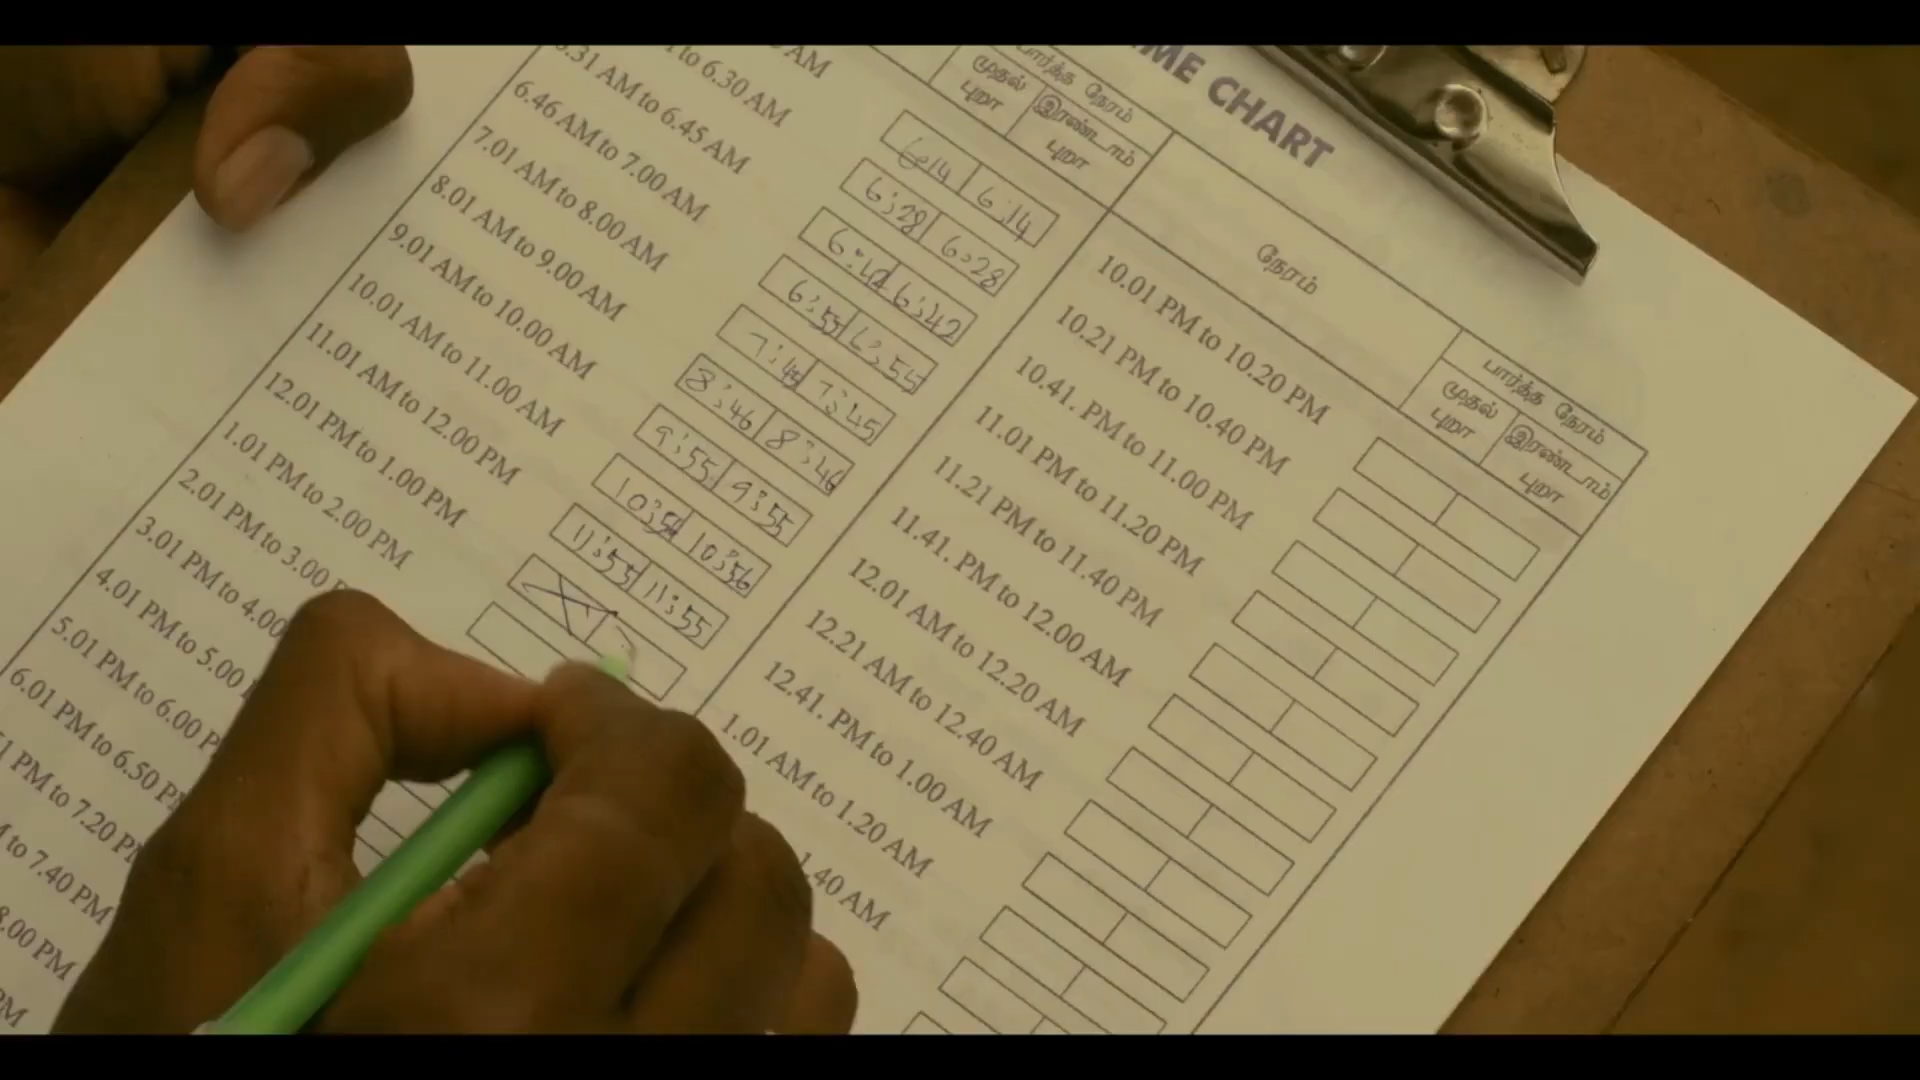 IME CHART
பார்த்த நேரம்
முதல் புறா
இரண்டாம் புறா
to 6.30 AM
6:14 6:14
6.31 AM to 6.45 AM
6:28 6:28
6.46 AM to 7.00 AM
6:42 6:42
7.01 AM to 8.00 AM
6:55 6:55
8.01 AM to 9.00 AM
7:45 7:45
9.01 AM to 10.00 AM
8:46 8:46
10.01 AM to 11.00 AM
9:55 9:55
11.01 AM to 12.00 PM
10:56 10:56
12.01 PM to 1.00 PM
11:55 11:55
1.01 PM to 2.00 PM
2.01 PM to 3.00
3.01 PM to 4.00
4.01 PM to 5.00
5.01 PM to 6.00 P
6.01 PM to 6.50 PM
1 PM to 7.20 PM
to 7.40 PM
8.00 PM
PM
நேரம்
பார்த்த நேரம்
முதல் புறா
இரண்டாம் புறா
10.01 PM to 10.20 PM
10.21 PM to 10.40 PM
10.41. PM to 11.00 PM
11.01 PM to 11.20 PM
11.21 PM to 11.40 PM
11.41. PM to 12.00 AM
12.01 AM to 12.20 AM
12.21 AM to 12.40 AM
12.41. PM to 1.00 AM
1.01 AM to 1.20 AM
1.40 AM